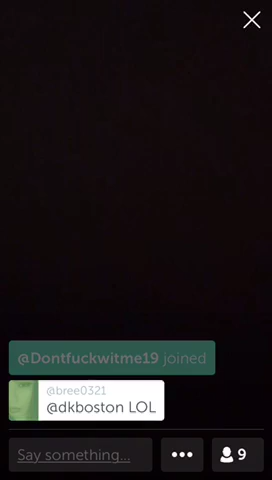 @Dontfuckwitme19 joined
@bree0321
@dkboston LOL
Say something...
••• 9